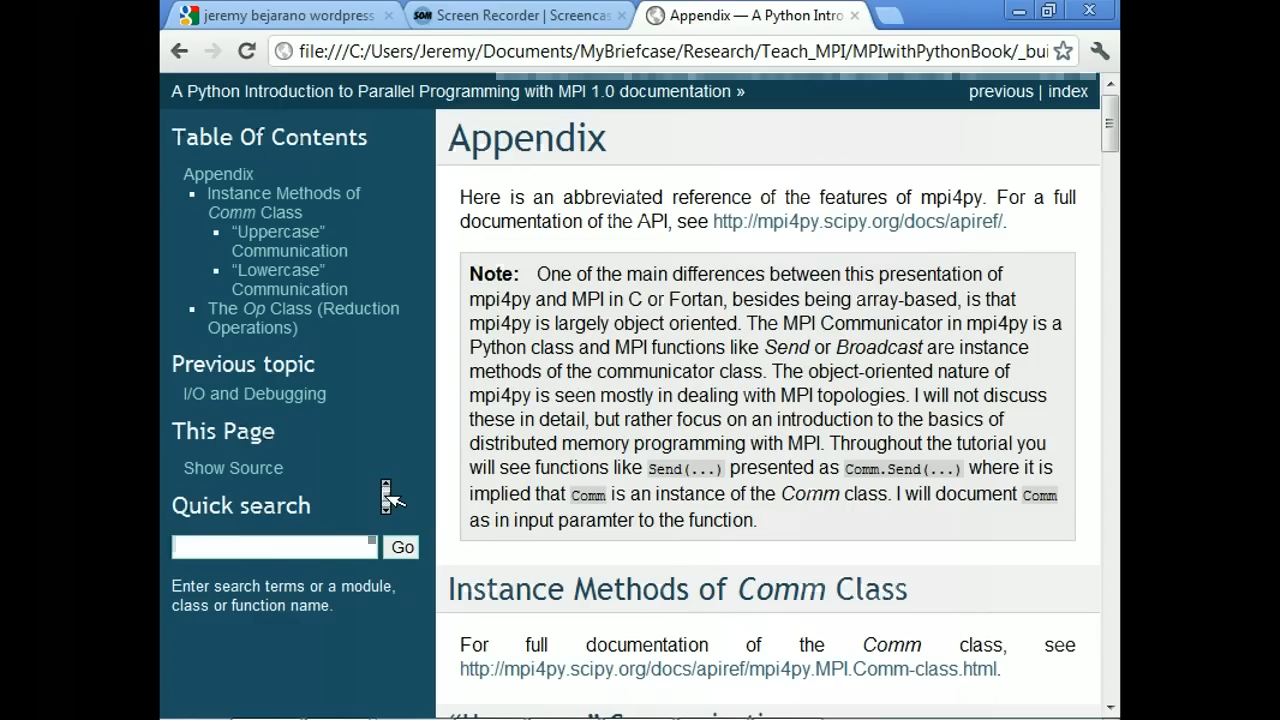 jeremy bejarano wordpress
Screen Recorder | Screencas
Appendix — A Python Intro
file:///C:/Users/Jeremy/Documents/MyBriefcase/Research/Teach_MPI/MPIwithPythonBook/_bui
A Python Introduction to Parallel Programming with MPI 1.0 documentation »
previous | index
Table Of Contents
Appendix
Instance Methods of
Comm Class
“Uppercase”
Communication
“Lowercase”
Communication
The Op Class (Reduction
Operations)
Previous topic
I/O and Debugging
This Page
Show Source
Quick search
Go
Enter search terms or a module,
class or function name.
Appendix
Here is an abbreviated reference of the features of mpi4py. For a full
documentation of the API, see http://mpi4py.scipy.org/docs/apiref/.
Note: One of the main differences between this presentation of
mpi4py and MPI in C or Fortan, besides being array-based, is that
mpi4py is largely object oriented. The MPI Communicator in mpi4py is a
Python class and MPI functions like Send or Broadcast are instance
methods of the communicator class. The object-oriented nature of
mpi4py is seen mostly in dealing with MPI topologies. I will not discuss
these in detail, but rather focus on an introduction to the basics of
distributed memory programming with MPI. Throughout the tutorial you
will see functions like Send(...) presented as Comm.Send(...) where it is
implied that Comm is an instance of the Comm class. I will document Comm
as in input paramter to the function.
Instance Methods of Comm Class
For full documentation of the Comm class, see
http://mpi4py.scipy.org/docs/apiref/mpi4py.MPI.Comm-class.html.